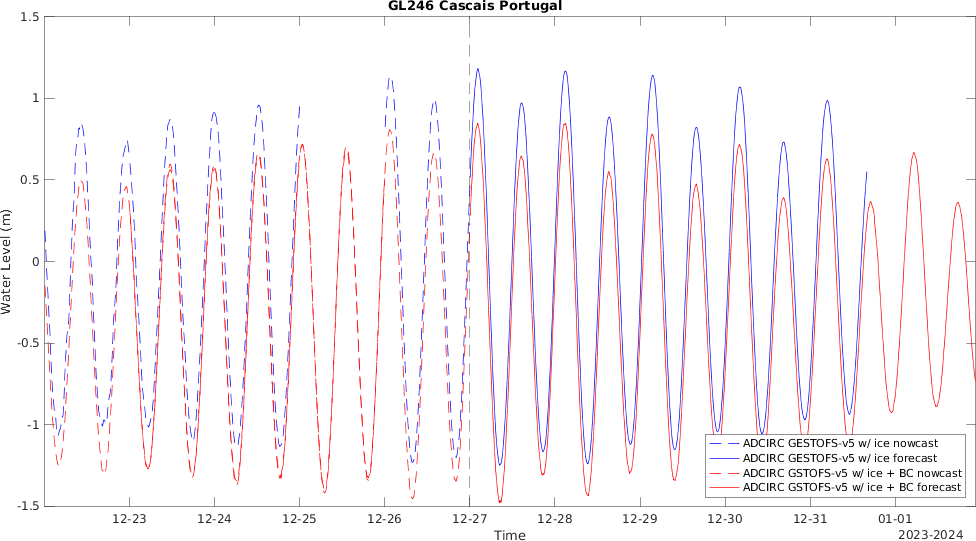 GL246 Cascais Portugal
1.5
1
0.5
0
-0.5
-1
-1.5
Water Level (m)
ADCIRC GESTOFS-v5 w/ ice nowcast
ADCIRC GESTOFS-v5 w/ ice forecast
ADCIRC GSTOFS-v5 w/ ice + BC nowcast
ADCIRC GSTOFS-v5 w/ ice + BC forecast
12-23 12-24 12-25 12-26 12-27 12-28 12-29 12-30 12-31 01-01
Time
2023-2024